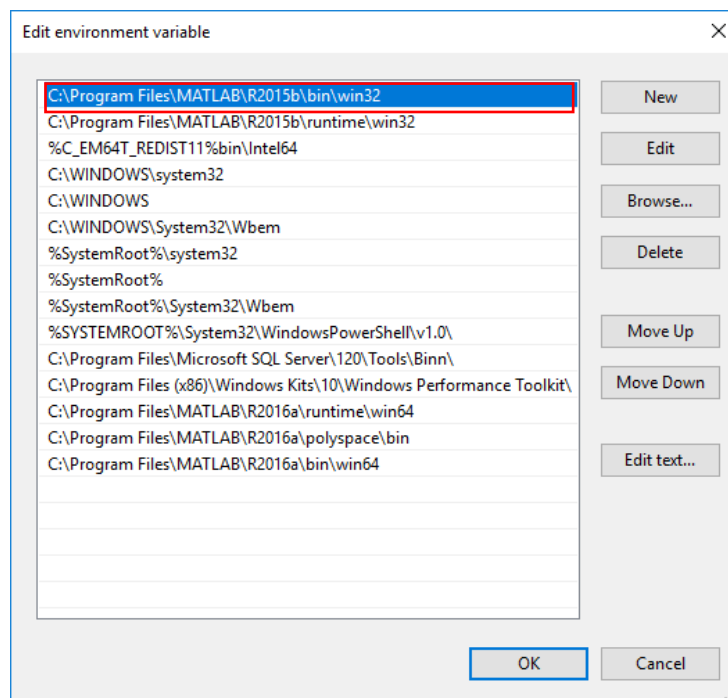 Edit environment variable
C:\Program Files\MATLAB\R2015b\bin\win32
C:\Program Files\MATLAB\R2015b\runtime\win32
%C_EM64T_REDIST11%bin\Intel64
C:\WINDOWS\system32
C:\WINDOWS
C:\WINDOWS\System32\Wbem
%SystemRoot%\system32
%SystemRoot%
%SystemRoot%\System32\Wbem
%SYSTEMROOT%\System32\WindowsPowerShell\v1.0\
C:\Program Files\Microsoft SQL Server\120\Tools\Binn\
C:\Program Files (x86)\Windows Kits\10\Windows Performance Toolkit\
C:\Program Files\MATLAB\R2016a\runtime\win64
C:\Program Files\MATLAB\R2016a\polyspace\bin
C:\Program Files\MATLAB\R2016a\bin\win64
New
Edit
Browse...
Delete
Move Up
Move Down
Edit text...
OK
Cancel